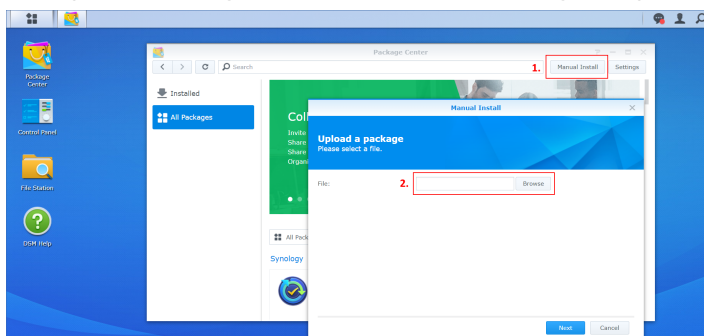 Package Center
Search
1.
Manual Install
Settings
Package
Center
Control Panel
File Station
DSM Help
Installed
All Packages
Coll
Invite
Share
Share
Organ
Manual Install
Upload a package
Please select a file.
File:
2.
Browse
All Pack
Synology
Next
Cancel